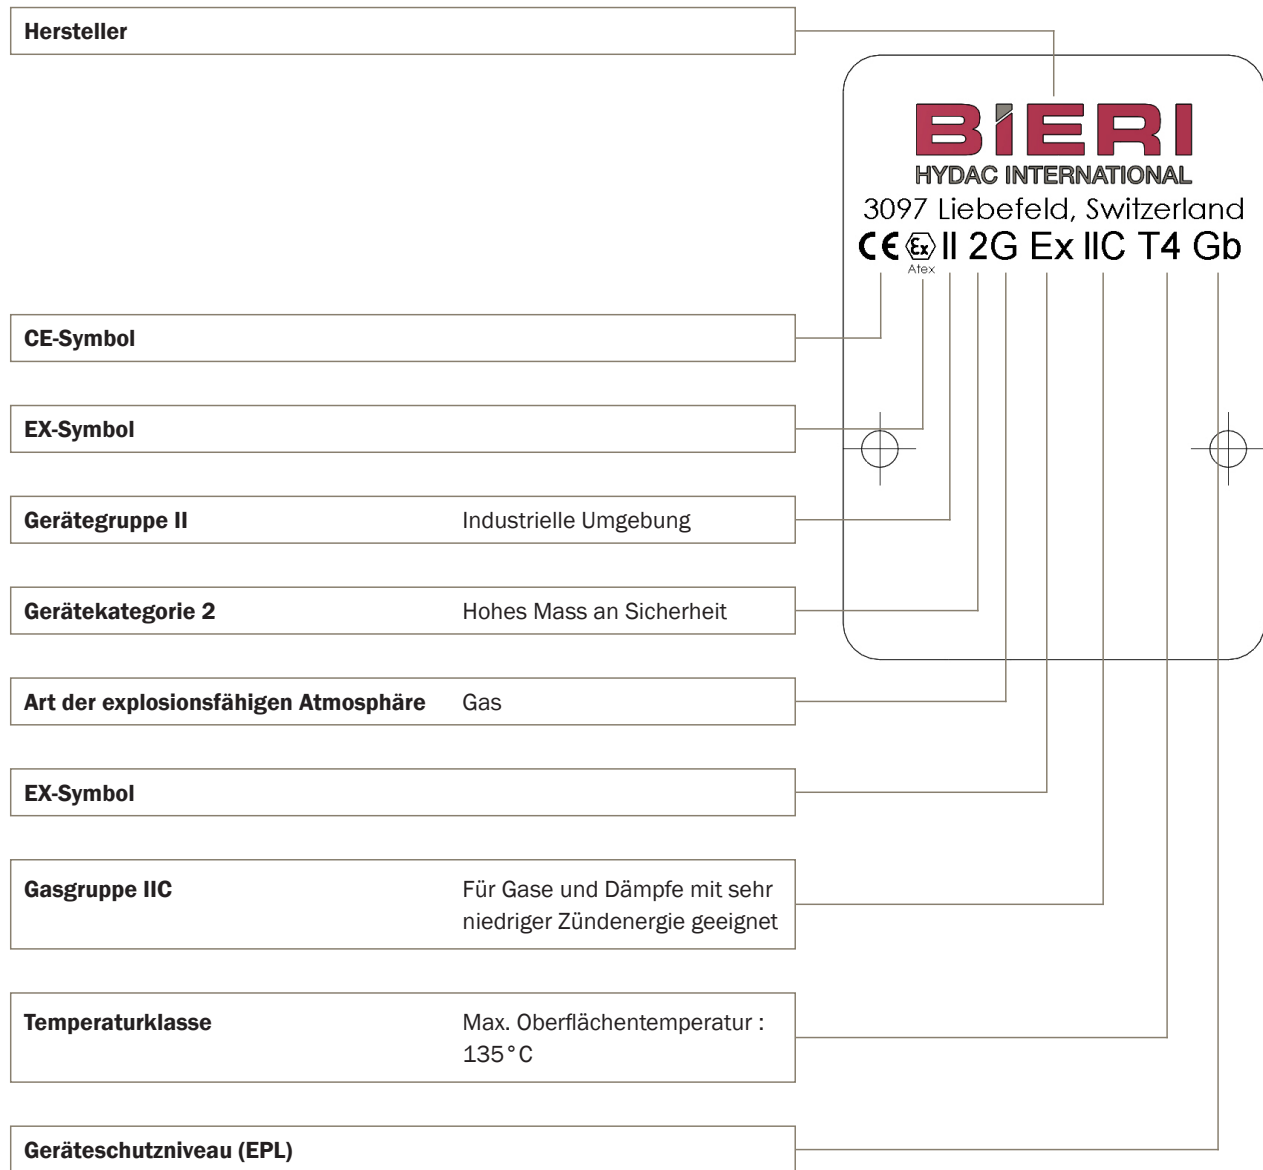 Hersteller
BIERI
HYDAC INTERNATIONAL
3097 Liebefeld, Switzerland
CE Ex II 2G Ex IIC T4 Gb
Atex
CE-Symbol
EX-Symbol
Gerätegruppe II Industrielle Umgebung
Gerätekategorie 2 Hohes Mass an Sicherheit
Art der explosionsfähigen Atmosphäre Gas
EX-Symbol
Gasgruppe IIC Für Gase und Dämpfe mit sehr
niedriger Zündenergie geeignet
Temperaturklasse Max. Oberflächentemperatur :
135°C
Geräteschutzniveau (EPL)